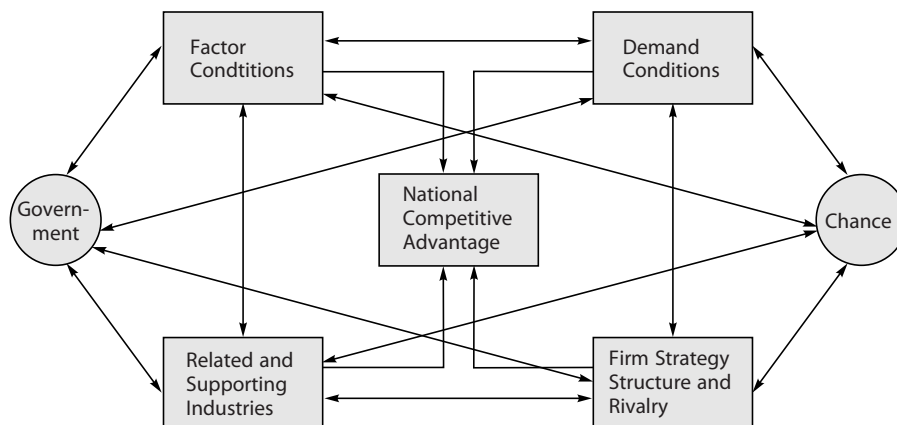 Factor
Condtitions
Demand
Conditions
Govern-
ment
National
Competitive
Advantage
Chance
Related and
Supporting
Industries
Firm Strategy
Structure and
Rivalry